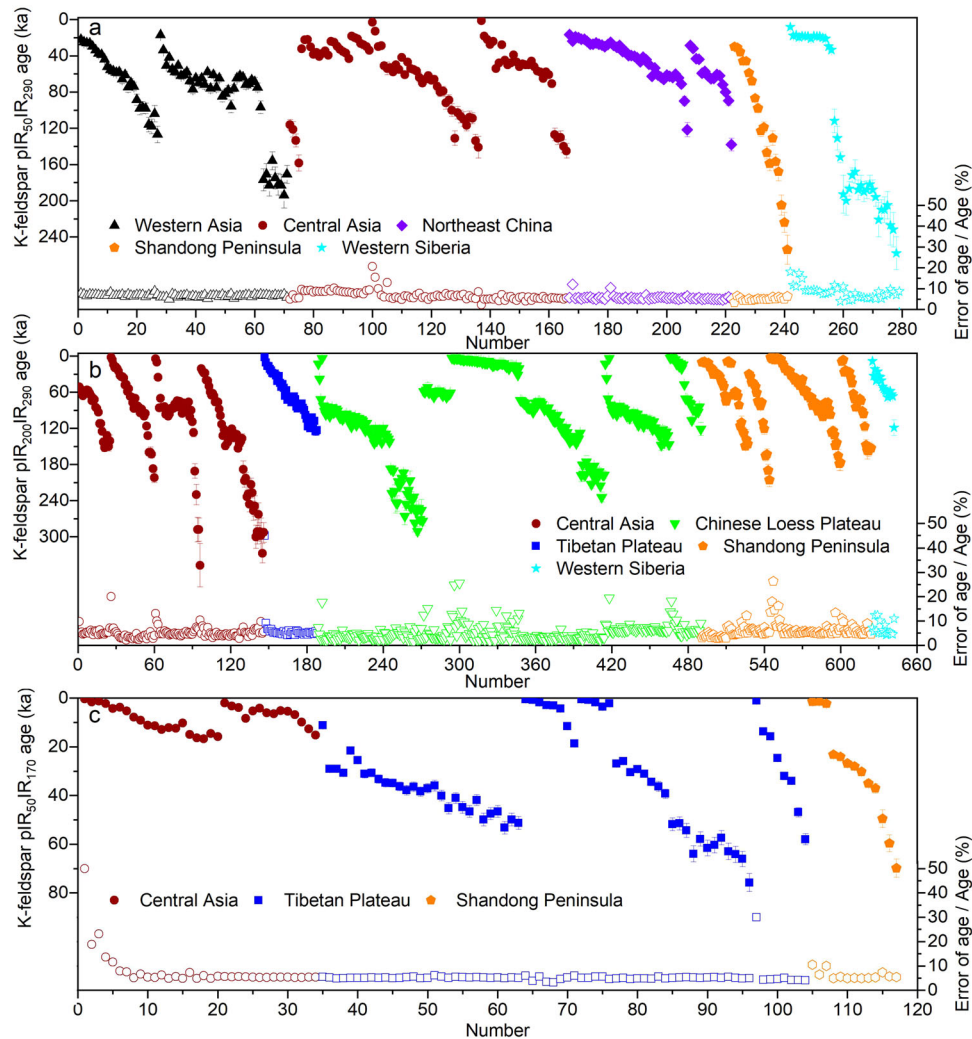 a
K-feldspar pIR₅₀IR₂₉₀ age (ka)
0
40
80
120
160
200
240
50
40
30
20
10
0
Error of age / Age (%)
Western Asia Central Asia Northeast China
Shandong Peninsula Western Siberia
0 20 40 60 80 100 120 140 160 180 200 220 240 260 280
Number
b
K-feldspar pIR₂₀₀IR₂₉₀ age (ka)
0
60
120
180
240
300
50
40
30
20
10
0
Error of age / Age (%)
Central Asia Chinese Loess Plateau
Tibetan Plateau Shandong Peninsula
Western Siberia
0 60 120 180 240 300 360 420 480 540 600 660
Number
c
K-feldspar pIR₅₀IR₁₇₀ age (ka)
0
20
40
60
80
50
40
30
20
10
0
Error of age / Age (%)
Central Asia Tibetan Plateau Shandong Peninsula
0 10 20 30 40 50 60 70 80 90 100 110 120
Number